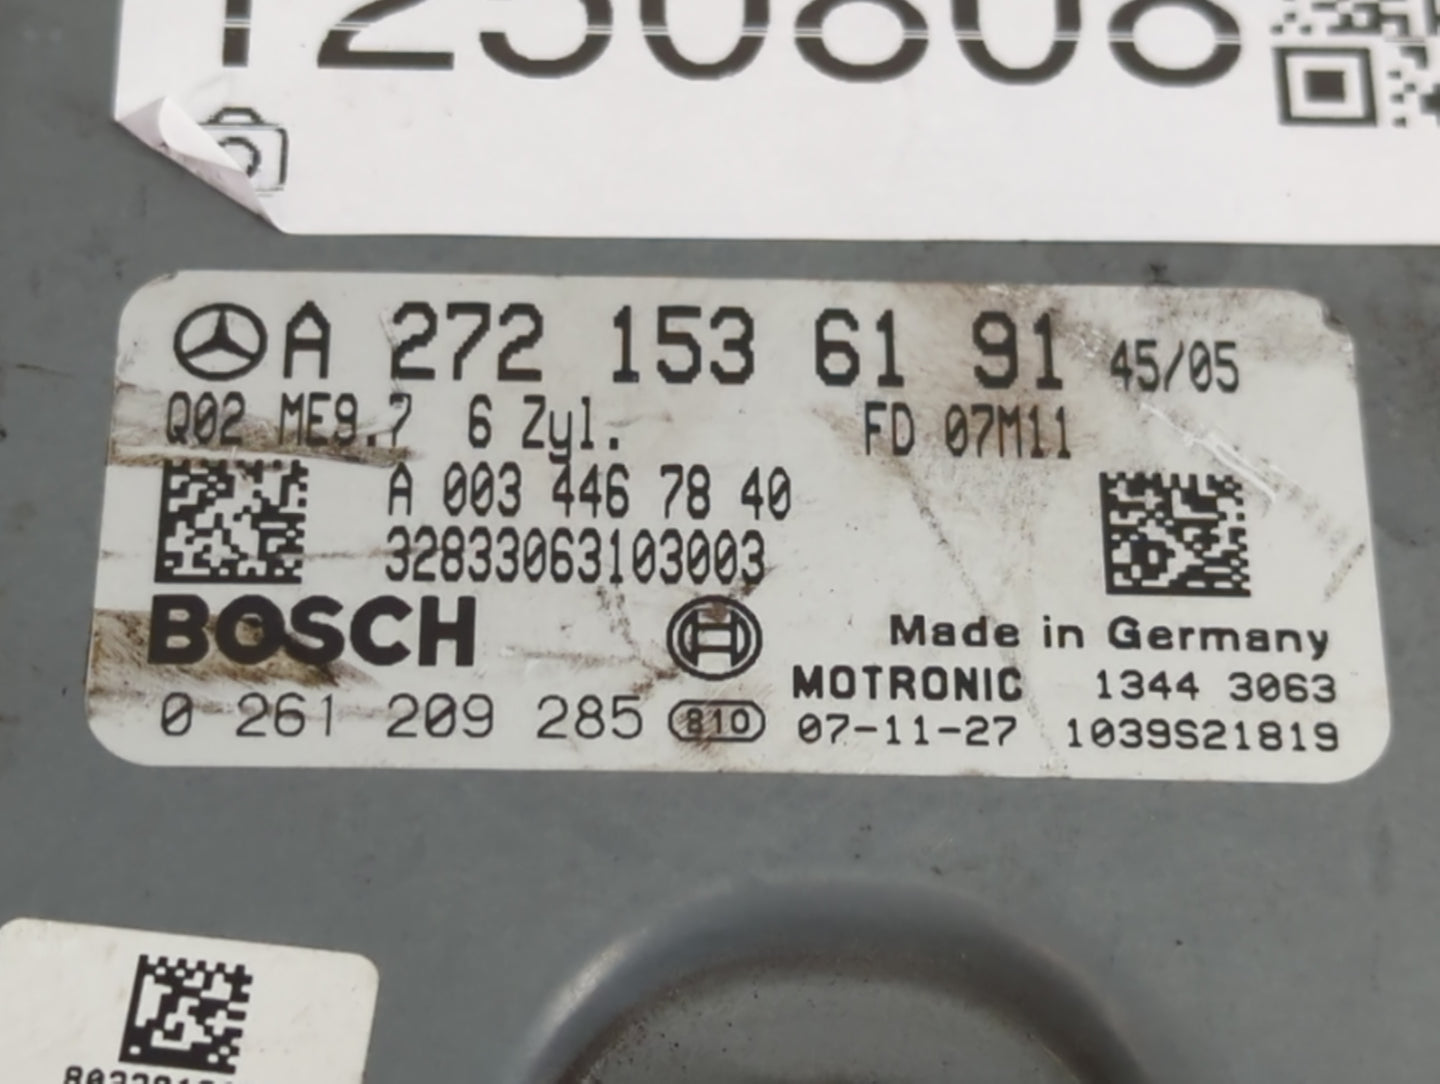 A 272 153 61 91 45/05
Q02 ME9.7 6 Zyl. FD 07M11
A 003 446 78 40
32833063103003
BOSCH
Made in Germany
MOTRONIC 1344 3063
0 261 209 285 810 07-11-27 1039S21819